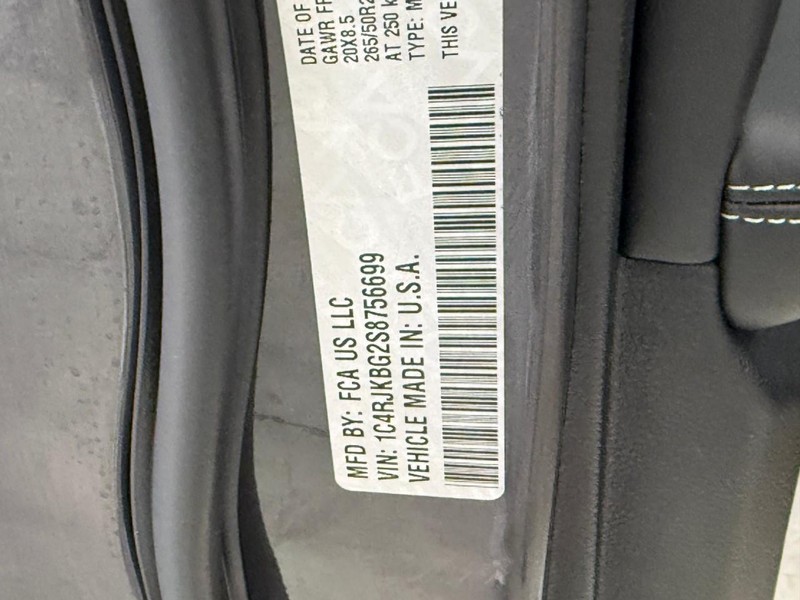 MFD BY: FCA US LLC
VIN: 1C4RJKBG2S8756699
VEHICLE MADE IN: U.S.A.
DATE OF
GAWR FR
20X8.5
265/50R2
AT 250 k
TYPE: M
THIS VE